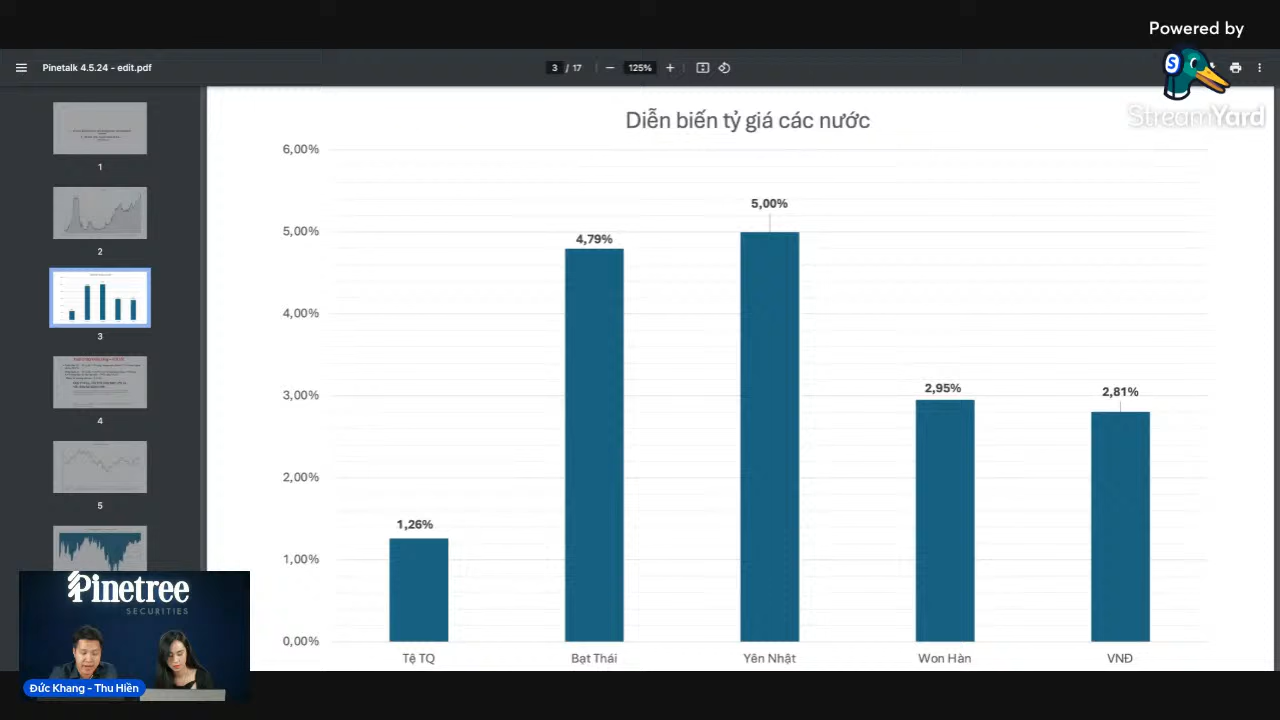 Powered by
StreamYard
Pinetalk 4.5.24 - edit.pdf
3 / 17
125%
1
2
3
4
5
Diễn biến tỷ giá các nước
6,00%
5,00%
4,00%
3,00%
2,00%
1,00%
0,00%
1,26%
4,79%
5,00%
2,95%
2,81%
Tệ TQ
Bạt Thái
Yên Nhật
Won Hàn
VNĐ
Pinetree
SECURITIES
Đức Khang - Thu Hiền